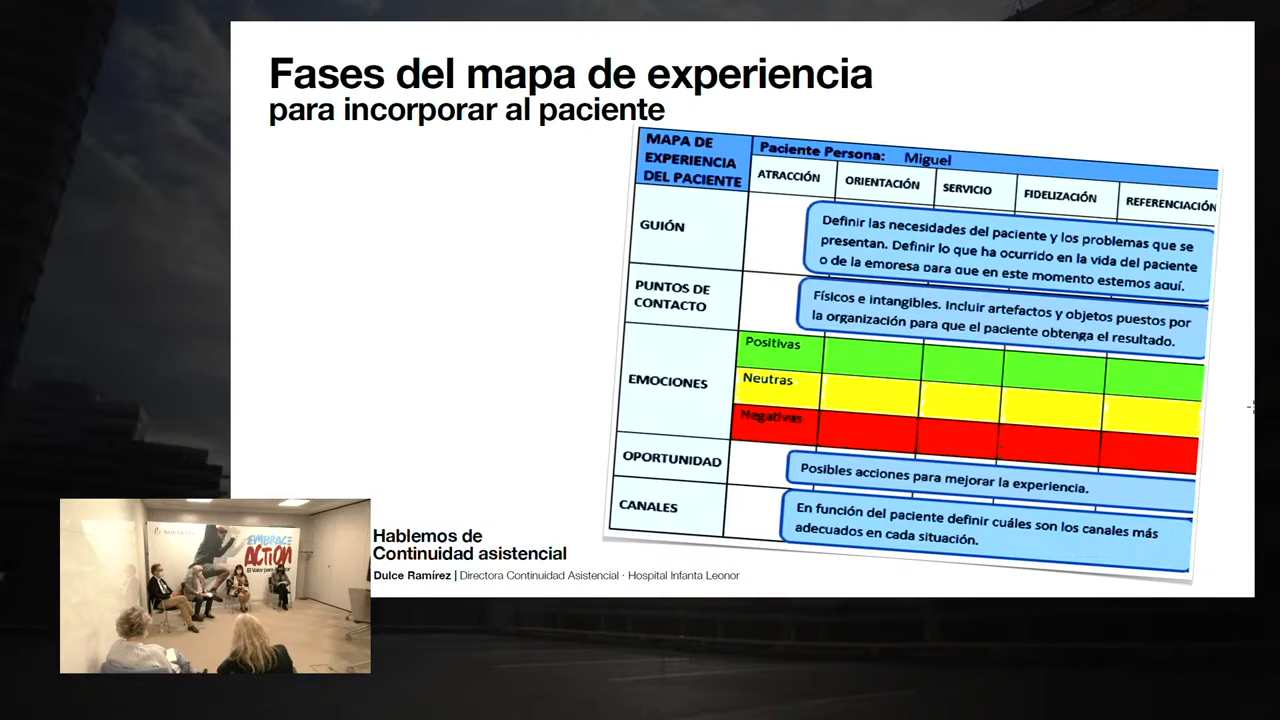 Fases del mapa de experiencia
para incorporar al paciente
MAPA DE
EXPERIENCIA
DEL PACIENTE
Paciente Persona: Miguel
ATRACCIÓN
ORIENTACIÓN
SERVICIO
FIDELIZACIÓN
REFERENCIACIÓN
GUIÓN
Definir las necesidades del paciente y los problemas que se
presentan. Definir lo que ha ocurrido en la vida del paciente
o de la empresa para que en este momento estemos aquí.
PUNTOS DE
CONTACTO
Físicos e intangibles. Incluir artefactos y objetos puestos por
la organización para que el paciente obtenga el resultado.
EMOCIONES
Positivas
Neutras
Negativas
OPORTUNIDAD
Posibles acciones para mejorar la experiencia.
CANALES
En función del paciente definir cuáles son los canales más
adecuados en cada situación.
EMBRACE
ACTION
Hablemos de
Continuidad asistencial
Dulce Ramírez | Directora Continuidad Asistencial · Hospital Infanta Leonor